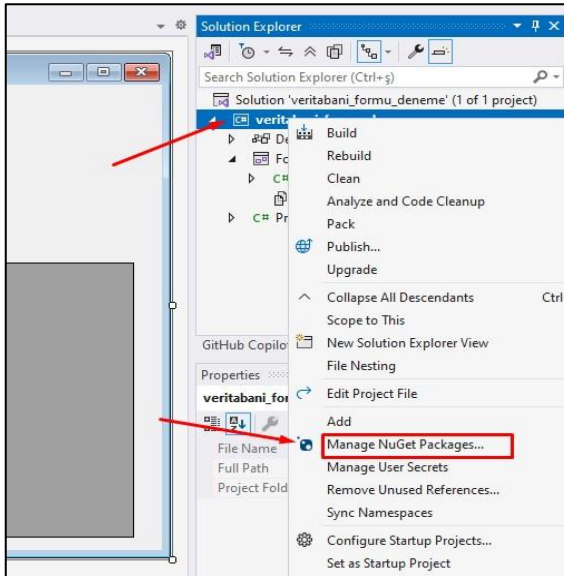 Solution Explorer
Search Solution Explorer (Ctrl+ş)
Solution 'veritabani_formu_deneme' (1 of 1 project)
C#
De
Fo
C#
C# Pr
Build
Rebuild
Clean
Analyze and Code Cleanup
Pack
Publish...
Upgrade
Collapse All Descendants Ctrl
Scope to This
New Solution Explorer View
File Nesting
Edit Project File
Add
Manage NuGet Packages...
Manage User Secrets
Remove Unused References...
Sync Namespaces
Configure Startup Projects...
Set as Startup Project
GitHub Copilo
Properties
veritabani_for
File Name
Full Path
Project Fold